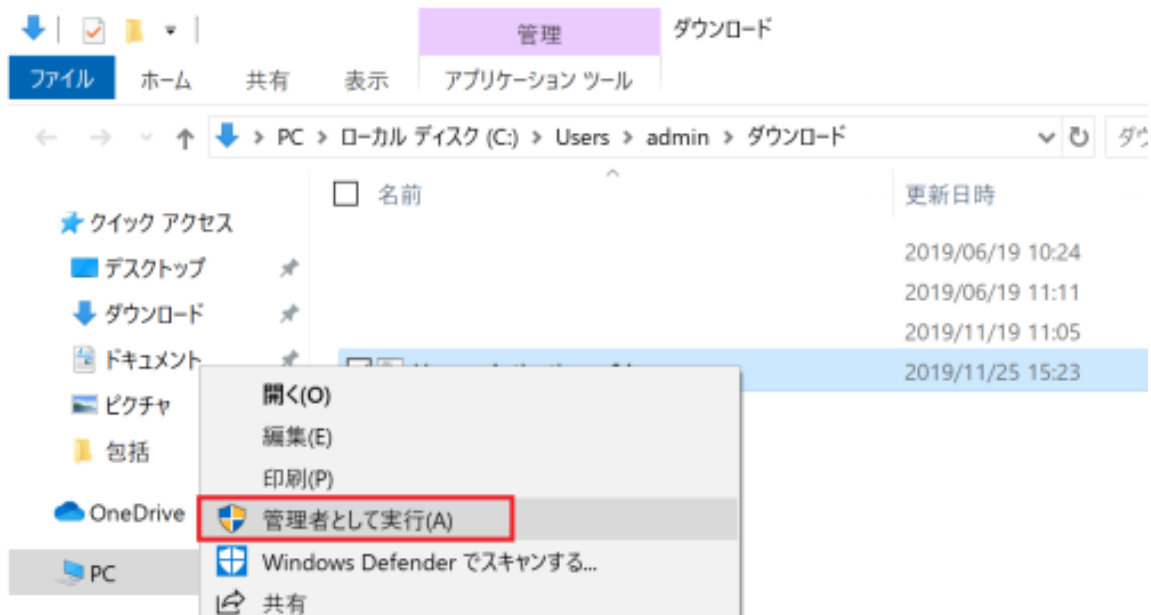 管理
ダウンロード
ファイル ホーム 共有 表示 アプリケーション ツール
PC > ローカル ディスク (C:) > Users > admin > ダウンロード
名前 更新日時
クイック アクセス
2019/06/19 10:24
デスクトップ
2019/06/19 11:11
ダウンロード
2019/11/19 11:05
ドキュメント
2019/11/25 15:23
開く(O)
ピクチャ
編集(E)
包括
印刷(P)
OneDrive
管理者として実行(A)
PC
Windows Defender でスキャンする...
共有